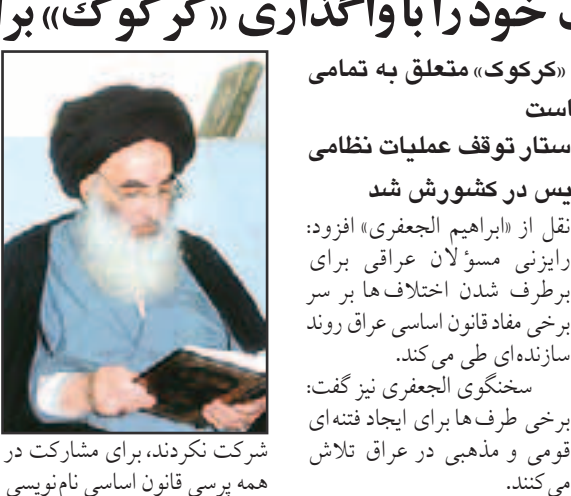 خود را با واگذاری «کرکوک» برا
«کرکوک» متعلق به تمامی
است
ستار توقف عملیات نظامی
یس در کشورش شد
نقل از «ابراهیم الجعفری» افزود:
رایزنی مسؤلان عراقی برای
برطرف شدن اختلاف‌ها بر سر
برخی مفاد قانون اساسی عراق روند
سازنده‌ای طی می‌کند.
سخنگوی الجعفری نیز گفت:
برخی طرف‌ها برای ایجاد فتنه‌ای
قومی و مذهبی در عراق تلاش
می‌کنند.
شرکت نکردند، برای مشارکت در
همه پرسی قانون اساسی نام‌نویسی